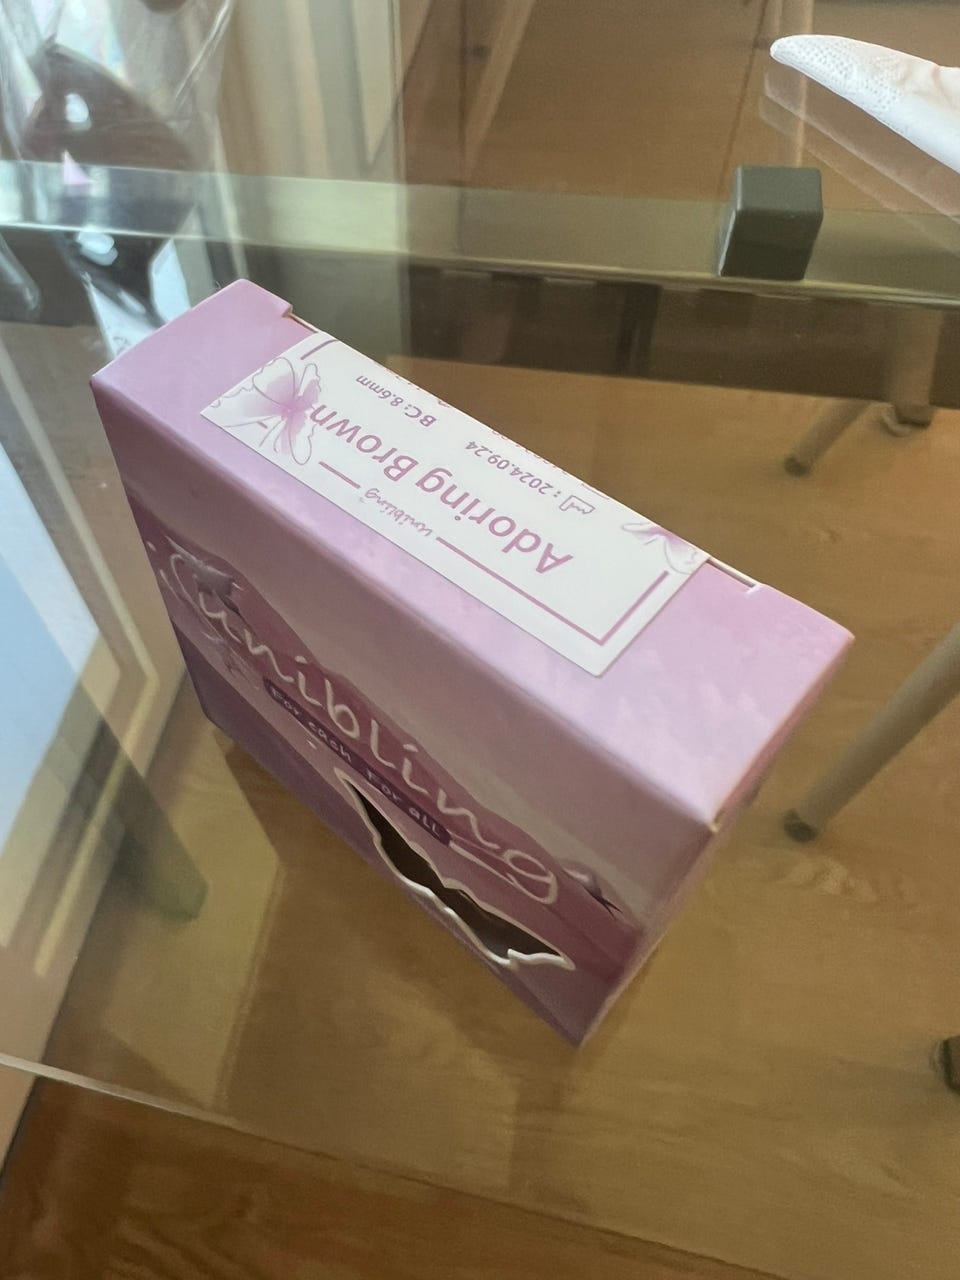 unibling
Adoring Brown
: 2024.09.24
BC: 8.6mm
unibling
For each For all